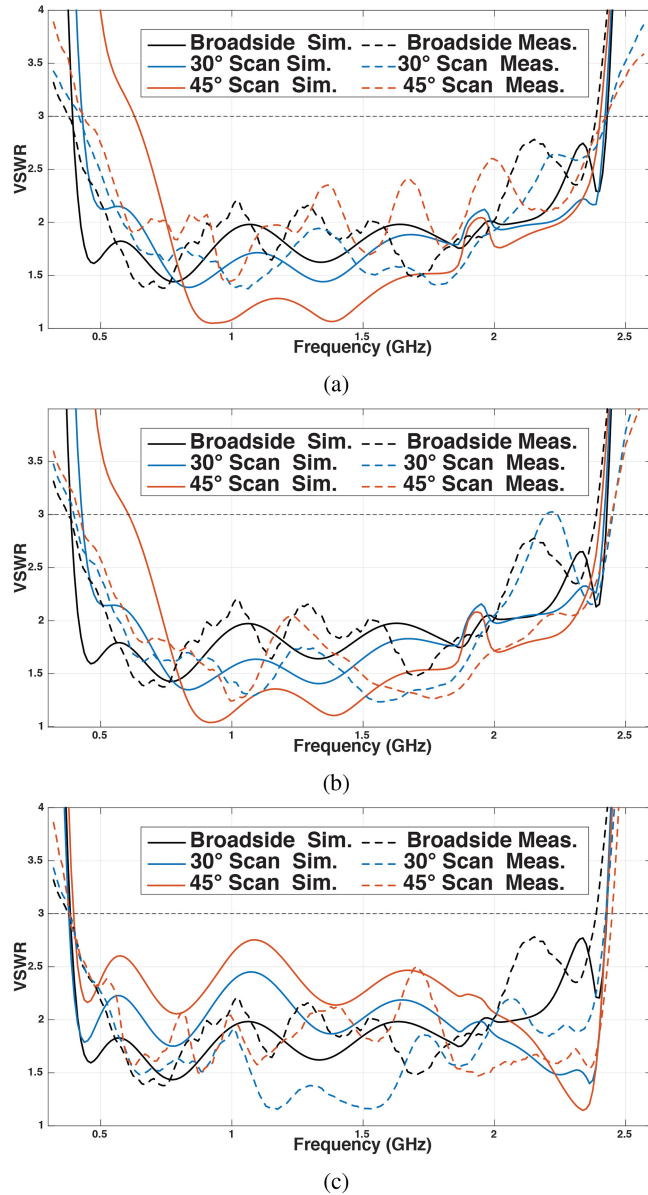 4
3.5
3
2.5
2
1.5
1
VSWR
Broadside Sim. Broadside Meas.
30° Scan Sim. 30° Scan Meas.
45° Scan Sim. 45° Scan Meas.
0.5 1 1.5 2 2.5
Frequency (GHz)
(a)
4
3.5
3
2.5
2
1.5
1
VSWR
Broadside Sim. Broadside Meas.
30° Scan Sim. 30° Scan Meas.
45° Scan Sim. 45° Scan Meas.
0.5 1 1.5 2 2.5
Frequency (GHz)
(b)
4
3.5
3
2.5
2
1.5
1
VSWR
Broadside Sim. Broadside Meas.
30° Scan Sim. 30° Scan Meas.
45° Scan Sim. 45° Scan Meas.
0.5 1 1.5 2 2.5
Frequency (GHz)
(c)